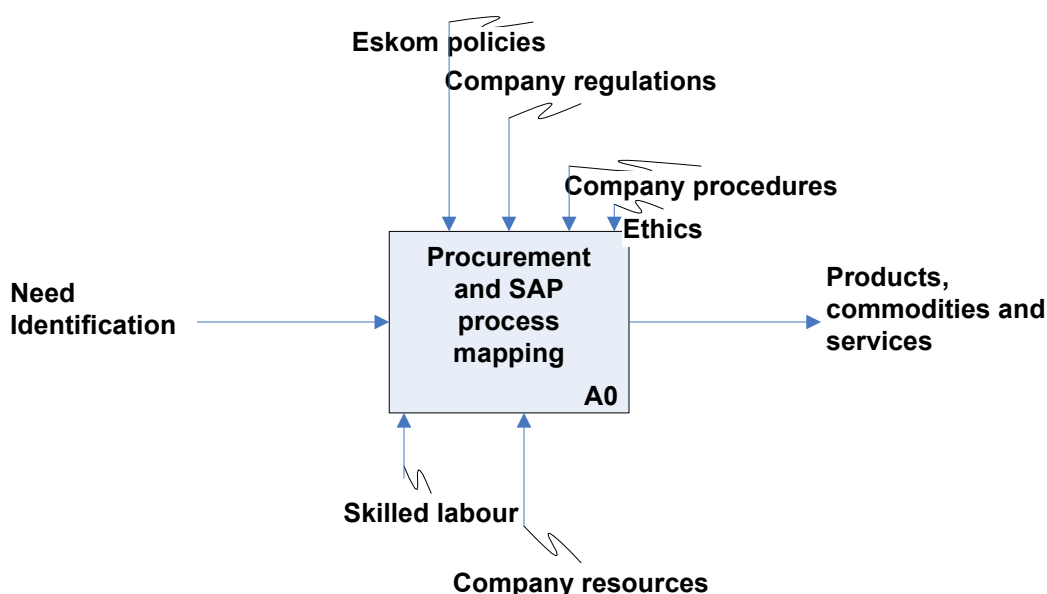 Eskom policies
Company regulations
Company procedures
Ethics
Procurement
and SAP
process
mapping
A0
Need
Identification
Products,
commodities and
services
Skilled labour
Company resources